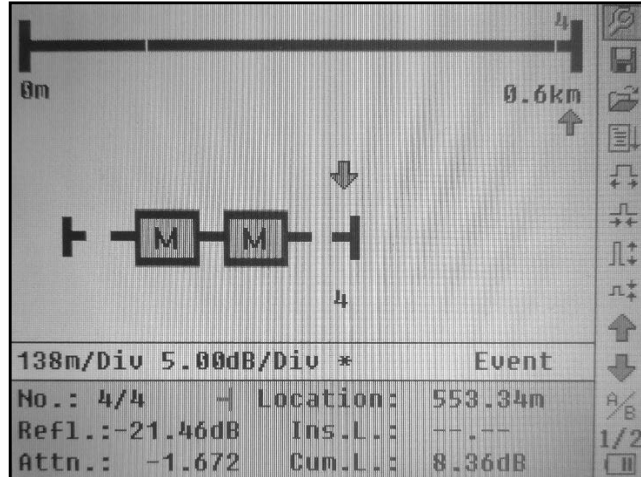 4
0m
0.6km
M M
4
138m/Div 5.00dB/Div * Event
No.: 4/4 Location: 553.34m
Refl.:-21.46dB Ins.L.: --.--
Attn.: -1.672 Cum.L.: 8.36dB
A/B
1/2